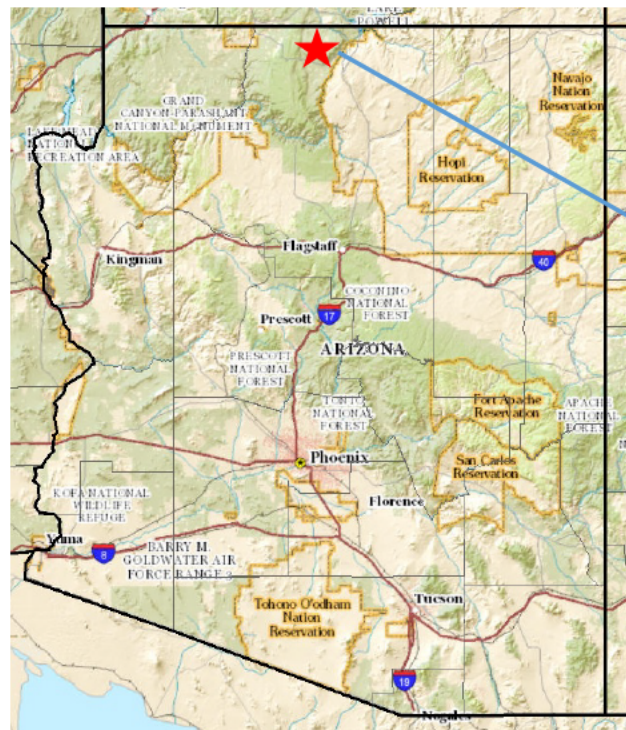 LAKE
POWELL
GRAND
CANYON-PARASHANT
NATIONAL MONUMENT
Navajo
Nation
Reservation
LAKE MEAD
NATIONAL
RECREATION AREA
Hopi
Reservation
Kingman
Flagstaff
40
COCONINO
NATIONAL
FOREST
17
Prescott
ARIZONA
PRESCOTT
NATIONAL
FOREST
TONTO
NATIONAL
FOREST
Fort Apache
Reservation
APACHE
NATIONAL
FOREST
Phoenix
San Carlos
Reservation
KOFA NATIONAL
WILDLIFE
REFUGE
Florence
Yuma
8
BARRY M.
GOLDWATER AIR
FORCE RANGE
Tohono O'odham
Nation
Reservation
Tucson
19
Nogales